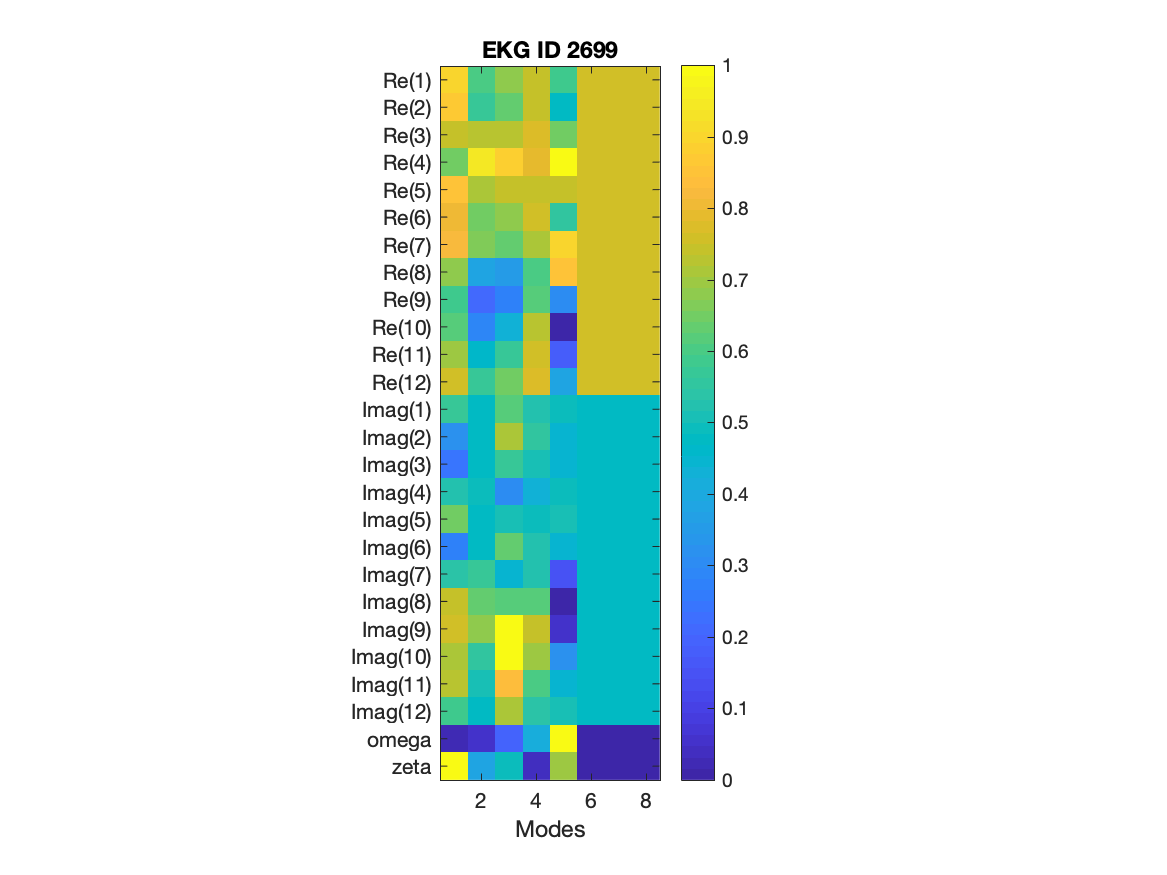 EKG ID 2699
Re(1)
Re(2)
Re(3)
Re(4)
Re(5)
Re(6)
Re(7)
Re(8)
Re(9)
Re(10)
Re(11)
Re(12)
Imag(1)
Imag(2)
Imag(3)
Imag(4)
Imag(5)
Imag(6)
Imag(7)
Imag(8)
Imag(9)
Imag(10)
Imag(11)
Imag(12)
omega
zeta
2 4 6 8
Modes
1
0.9
0.8
0.7
0.6
0.5
0.4
0.3
0.2
0.1
0